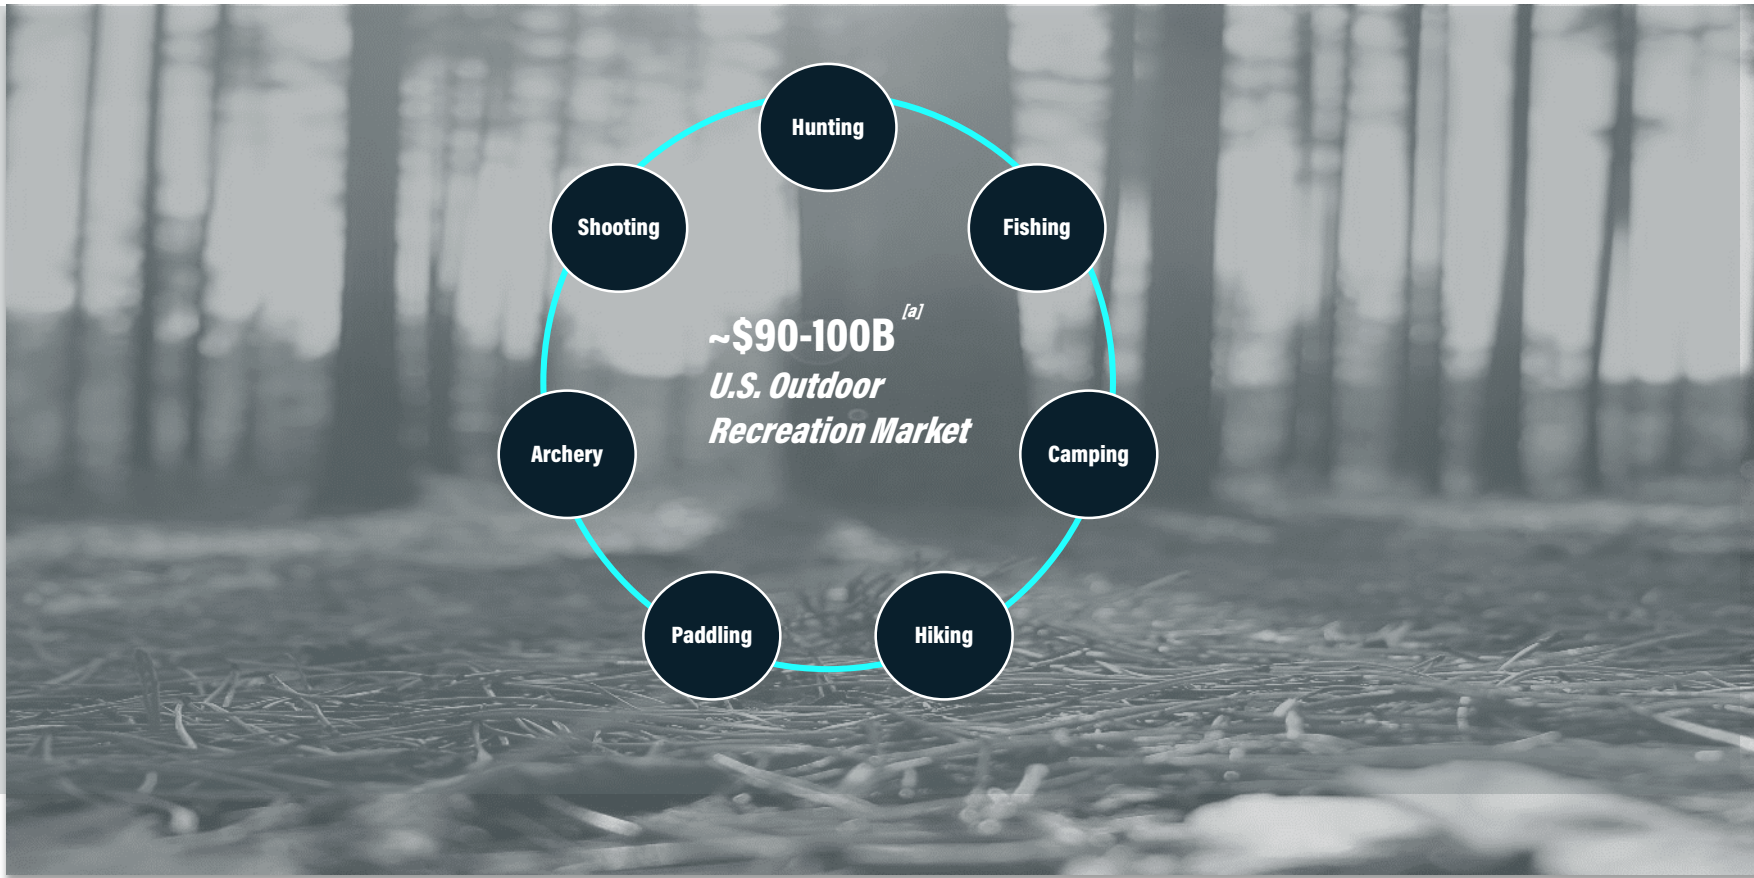 Hunting
Shooting
Fishing
~$90-100B [a]
U.S. Outdoor
Recreation Market
Archery
Camping
Paddling
Hiking